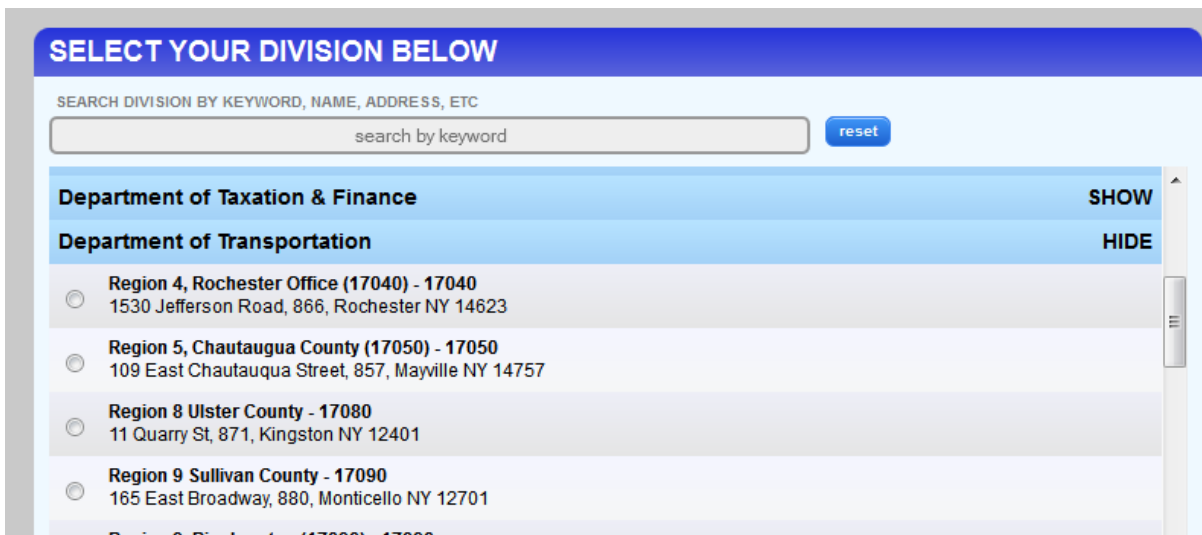 SELECT YOUR DIVISION BELOW
SEARCH DIVISION BY KEYWORD, NAME, ADDRESS, ETC
search by keyword
reset
Department of Taxation & Finance SHOW
Department of Transportation HIDE
Region 4, Rochester Office (17040) - 17040
1530 Jefferson Road, 866, Rochester NY 14623
Region 5, Chautaugua County (17050) - 17050
109 East Chautauqua Street, 857, Mayville NY 14757
Region 8 Ulster County - 17080
11 Quarry St, 871, Kingston NY 12401
Region 9 Sullivan County - 17090
165 East Broadway, 880, Monticello NY 12701